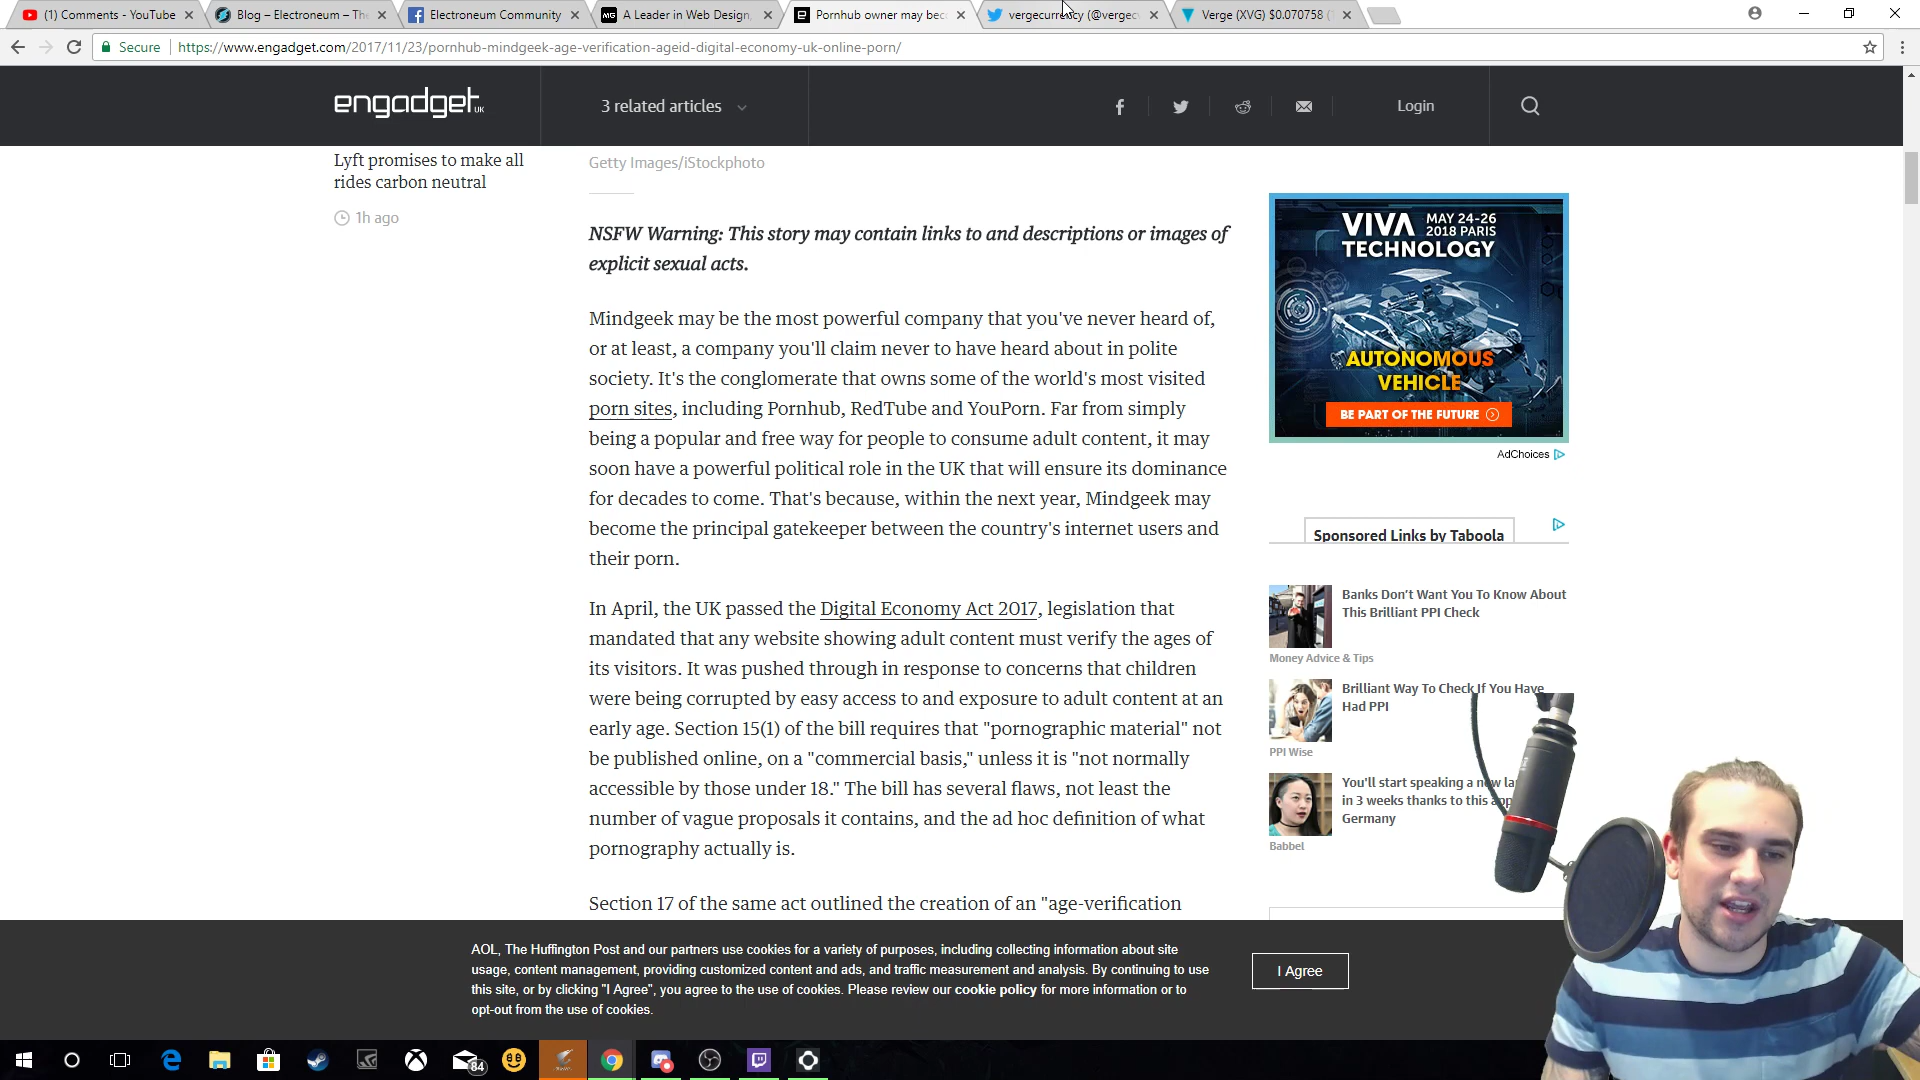 (1) Comments - YouTube
Blog – Electroneum – The
Electroneum Community
MG A Leader in Web Design,
Pornhub owner may bec
vergecurrency (@vergec
Verge (XVG) $0.070758 (
Secure
https://www.engadget.com/2017/11/23/pornhub-mindgeek-age-verification-ageid-digital-economy-uk-online-porn/
engadget UK
3 related articles
Login
Lyft promises to make all
rides carbon neutral
1h ago
Getty Images/iStockphoto
NSFW Warning: This story may contain links to and descriptions or images of
explicit sexual acts.
Mindgeek may be the most powerful company that you've never heard of,
or at least, a company you'll claim never to have heard about in polite
society. It's the conglomerate that owns some of the world's most visited
porn sites, including Pornhub, RedTube and YouPorn. Far from simply
being a popular and free way for people to consume adult content, it may
soon have a powerful political role in the UK that will ensure its dominance
for decades to come. That's because, within the next year, Mindgeek may
become the principal gatekeeper between the country's internet users and
their porn.
In April, the UK passed the Digital Economy Act 2017, legislation that
mandated that any website showing adult content must verify the ages of
its visitors. It was pushed through in response to concerns that children
were being corrupted by easy access to and exposure to adult content at an
early age. Section 15(1) of the bill requires that "pornographic material" not
be published online, on a "commercial basis," unless it is "not normally
accessible by those under 18." The bill has several flaws, not least the
number of vague proposals it contains, and the ad hoc definition of what
pornography actually is.
Section 17 of the same act outlined the creation of an "age-verification
VIVA TECHNOLOGY
MAY 24-26
2018 PARIS
AUTONOMOUS
VEHICLE
BE PART OF THE FUTURE
AdChoices
Sponsored Links by Taboola
Banks Don't Want You To Know About
This Brilliant PPI Check
Money Advice & Tips
Brilliant Way To Check If You Have
Had PPI
PPI Wise
You'll start speaking a new la
in 3 weeks thanks to this app
Germany
Babbel
AOL, The Huffington Post and our partners use cookies for a variety of purposes, including collecting information about site
usage, content management, providing customized content and ads, and traffic measurement and analysis. By continuing to use
this site, or by clicking "I Agree", you agree to the use of cookies. Please review our cookie policy for more information or to
opt-out from the use of cookies.
I Agree
84